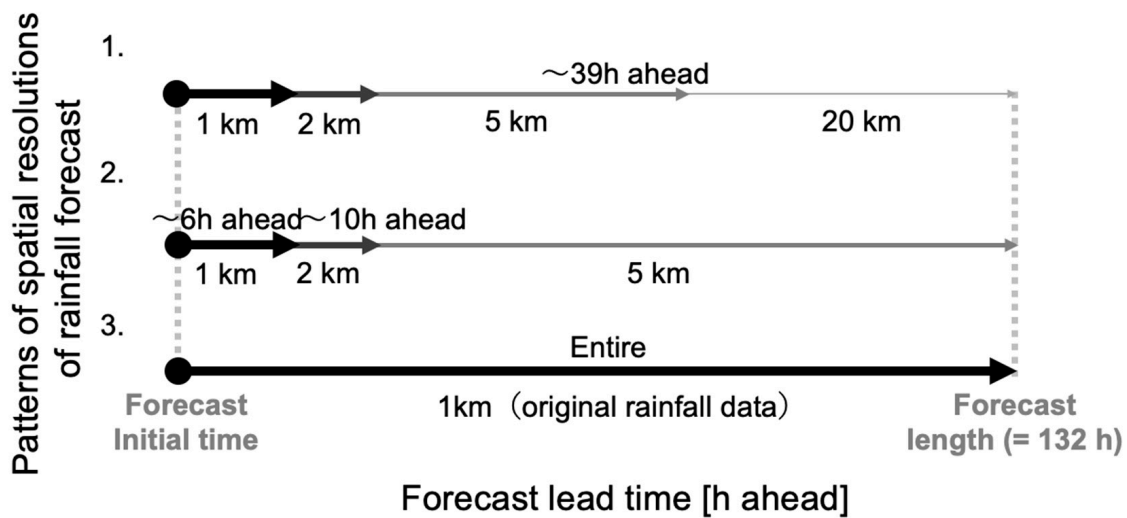 Patterns of spatial resolutions
of rainfall forecast
1.
〜39h ahead
1 km
2 km
5 km
20 km
2.
〜6h ahead
〜10h ahead
1 km
2 km
5 km
3.
Entire
1km（original rainfall data）
Forecast
Initial time
Forecast
length (= 132 h)
Forecast lead time [h ahead]